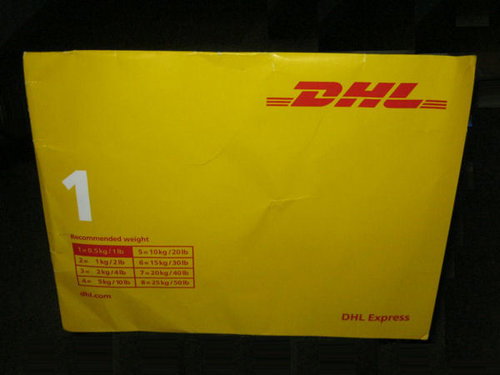 DHL
1
Recommended weight
1= 0,5kg/1lb 5=10kg/20lb
2= 1kg/2lb 6=15kg/30lb
3= 2kg/4lb 7=20kg/40lb
4= 5kg/10lb 8=25kg/50lb
dhl.com
DHL Express